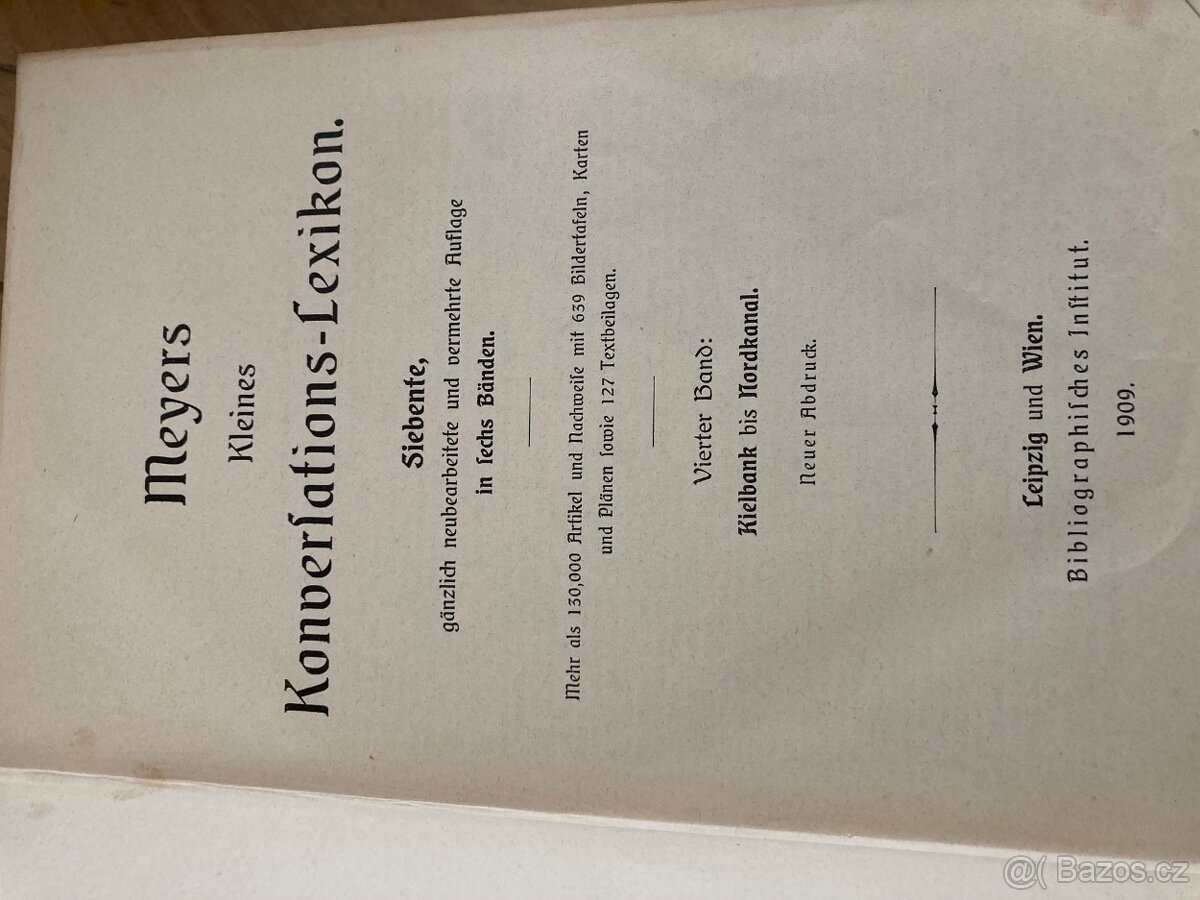 Meyers
Kleines
Konverſations-Lexikon.
Siebente,
gänzlich neubearbeitete und vermehrte Auflage
in ſechs Bänden.
Mehr als 130,000 Artikel und Nachweiſe mit 639 Bildertafeln, Karten
und Plänen ſowie 127 Textbeilagen.
Vierter Band:
Kielbank bis Nordkanal.
Neuer Abdruck.
Leipzig und Wien.
Bibliographiſches Inſtitut.
1909.
@( Bazos.cz